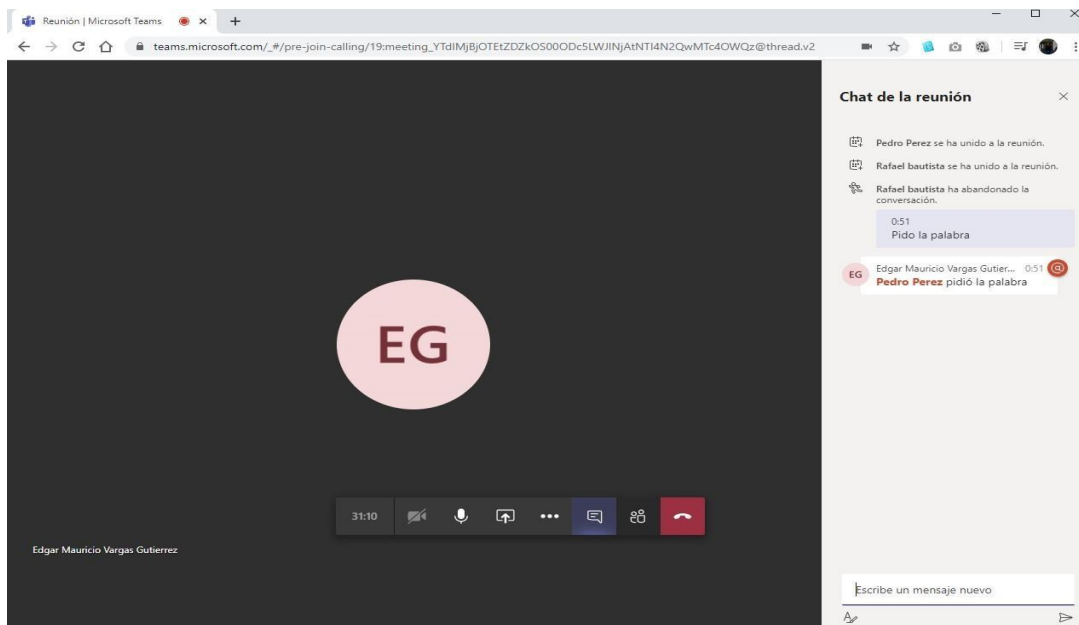 Reunión | Microsoft Teams
teams.microsoft.com/_#/pre-join-calling/19:meeting_YTdlMjBjOTEtZDZkOS00ODc5LWJlNjAtNTI4N2QwMTc4OWQz@thread.v2
Chat de la reunión
Pedro Perez se ha unido a la reunión.
Rafael bautista se ha unido a la reunión.
Rafael bautista ha abandonado la
conversación.
0:51
Pido la palabra
EG
Edgar Mauricio Vargas Gutier... 0:51 @
Pedro Perez pidió la palabra
EG
31:10
Edgar Mauricio Vargas Gutierrez
Escribe un mensaje nuevo